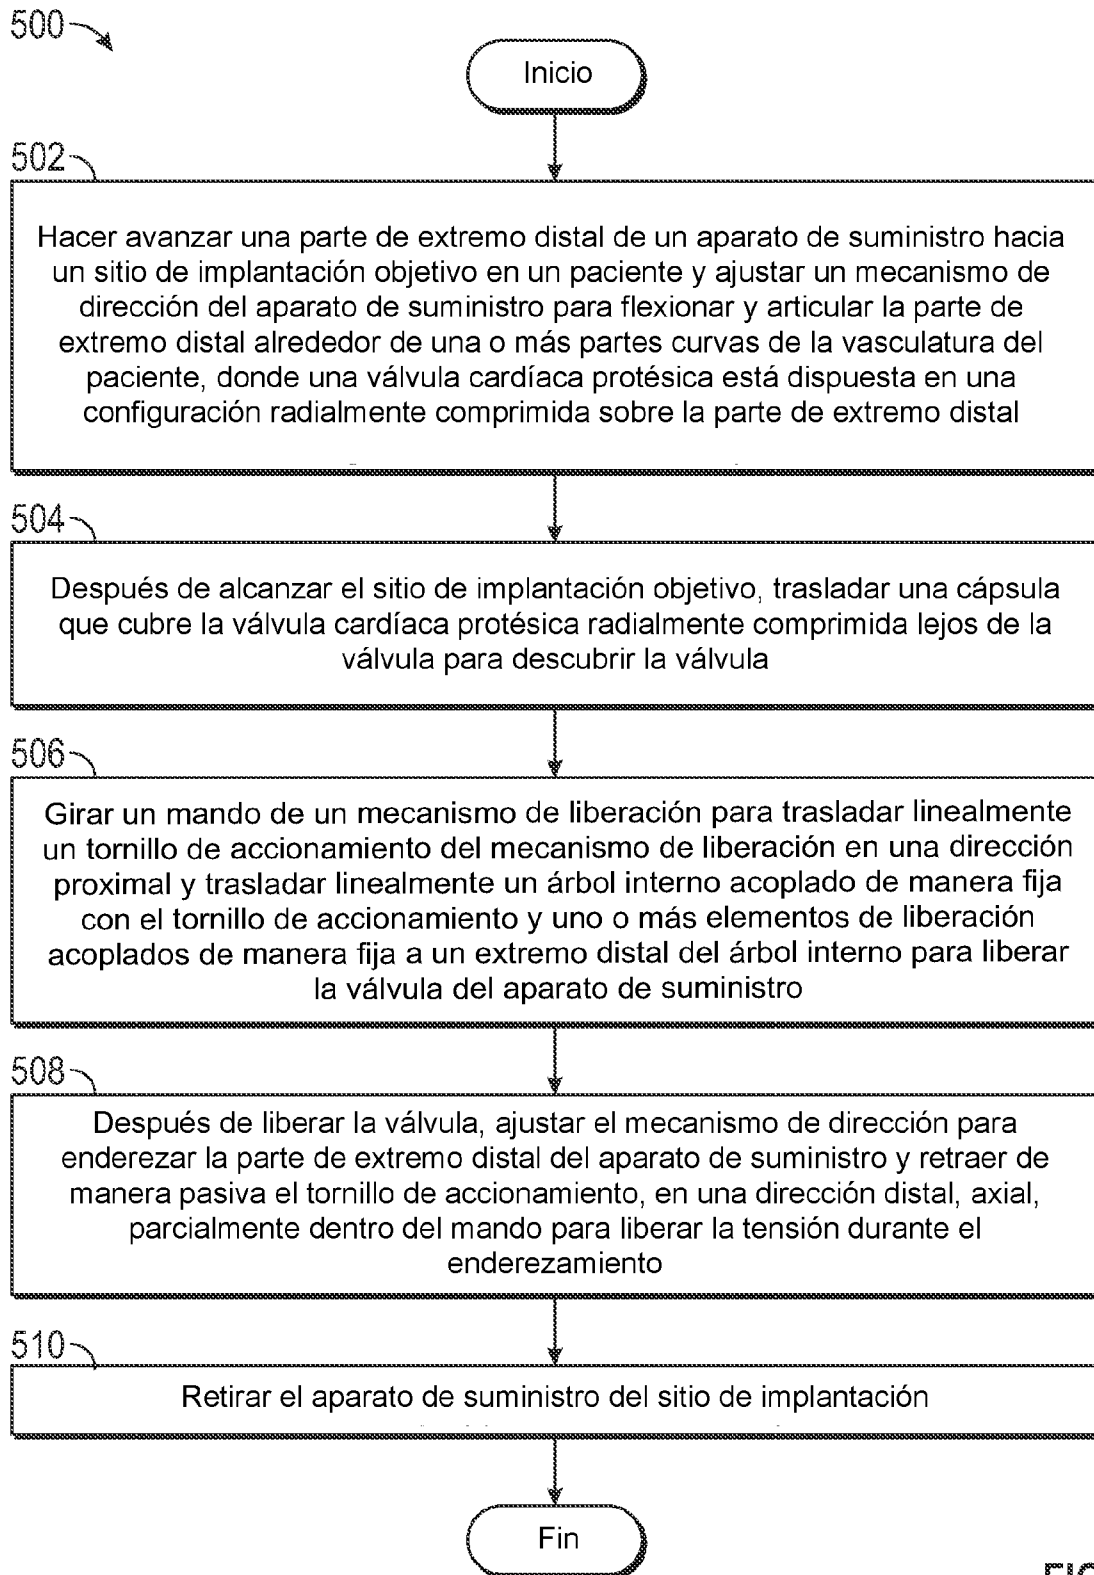 500
Inicio
502
Hacer avanzar una parte de extremo distal de un aparato de suministro hacia
un sitio de implantación objetivo en un paciente y ajustar un mecanismo de
dirección del aparato de suministro para flexionar y articular la parte de
extremo distal alrededor de una o más partes curvas de la vasculatura del
paciente, donde una válvula cardíaca protésica está dispuesta en una
configuración radialmente comprimida sobre la parte de extremo distal
504
Después de alcanzar el sitio de implantación objetivo, trasladar una cápsula
que cubre la válvula cardíaca protésica radialmente comprimida lejos de la
válvula para descubrir la válvula
506
Girar un mando de un mecanismo de liberación para trasladar linealmente
un tornillo de accionamiento del mecanismo de liberación en una dirección
proximal y trasladar linealmente un árbol interno acoplado de manera fija
con el tornillo de accionamiento y uno o más elementos de liberación
acoplados de manera fija a un extremo distal del árbol interno para liberar
la válvula del aparato de suministro
508
Después de liberar la válvula, ajustar el mecanismo de dirección para
enderezar la parte de extremo distal del aparato de suministro y retraer de
manera pasiva el tornillo de accionamiento, en una dirección distal, axial,
parcialmente dentro del mando para liberar la tensión durante el
enderezamiento
510
Retirar el aparato de suministro del sitio de implantación
Fin